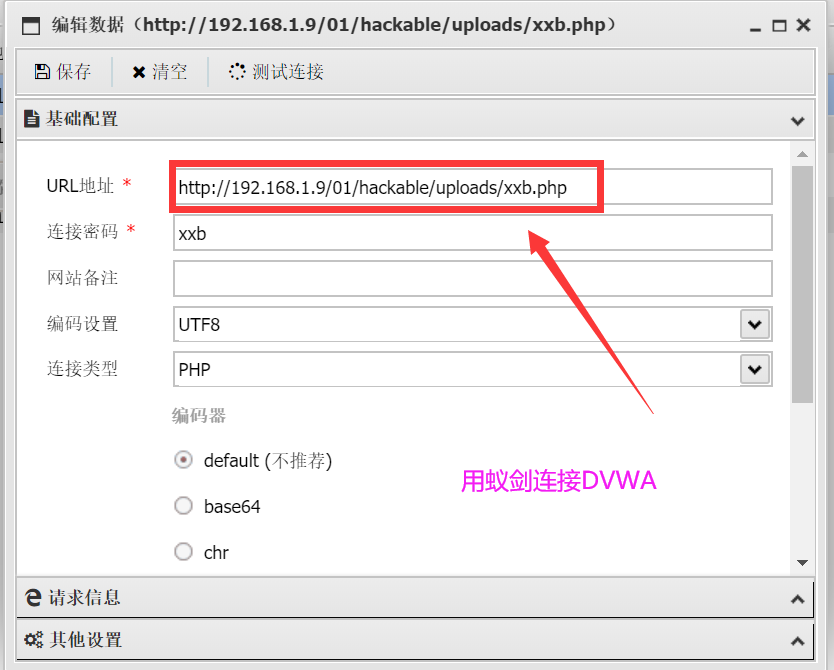 编辑数据（http://192.168.1.9/01/hackable/uploads/xxb.php）
保存 清空 测试连接
基础配置
URL地址 * http://192.168.1.9/01/hackable/uploads/xxb.php
连接密码 * xxb
网站备注
编码设置 UTF8
连接类型 PHP
编码器
default (不推荐)
用蚁剑连接DVWA
base64
chr
请求信息
其他设置